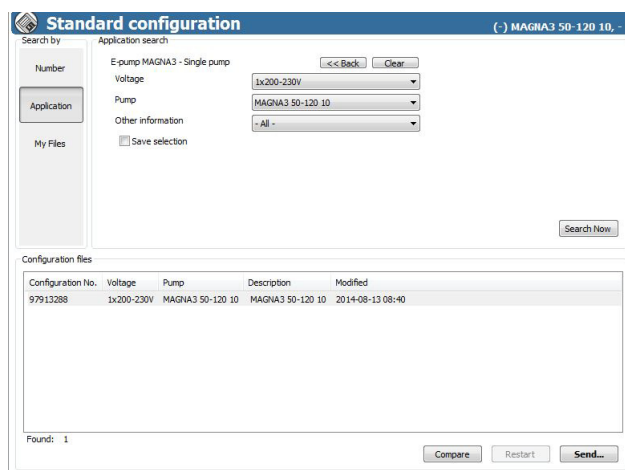 Standard configuration
(-) MAGNA3 50-120 10, -
Search by
Number
Application
My Files
Application search
E-pump MAGNA3 - Single pump
<< Back
Clear
Voltage
1x200-230V
Pump
MAGNA3 50-120 10
Other information
- All -
Save selection
Search Now
Configuration files
Configuration No. Voltage Pump Description Modified
97913288 1x200-230V MAGNA3 50-120 10 MAGNA3 50-120 10 2014-08-13 08:40
Found: 1
Compare
Restart
Send...